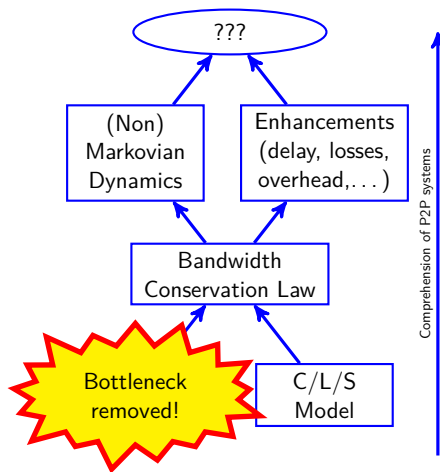 ???
(Non)
Markovian
Dynamics
Enhancements
(delay, losses,
overhead,...)
Bandwidth
Conservation Law
Bottleneck
removed!
C/L/S
Model
Comprehension of P2P systems